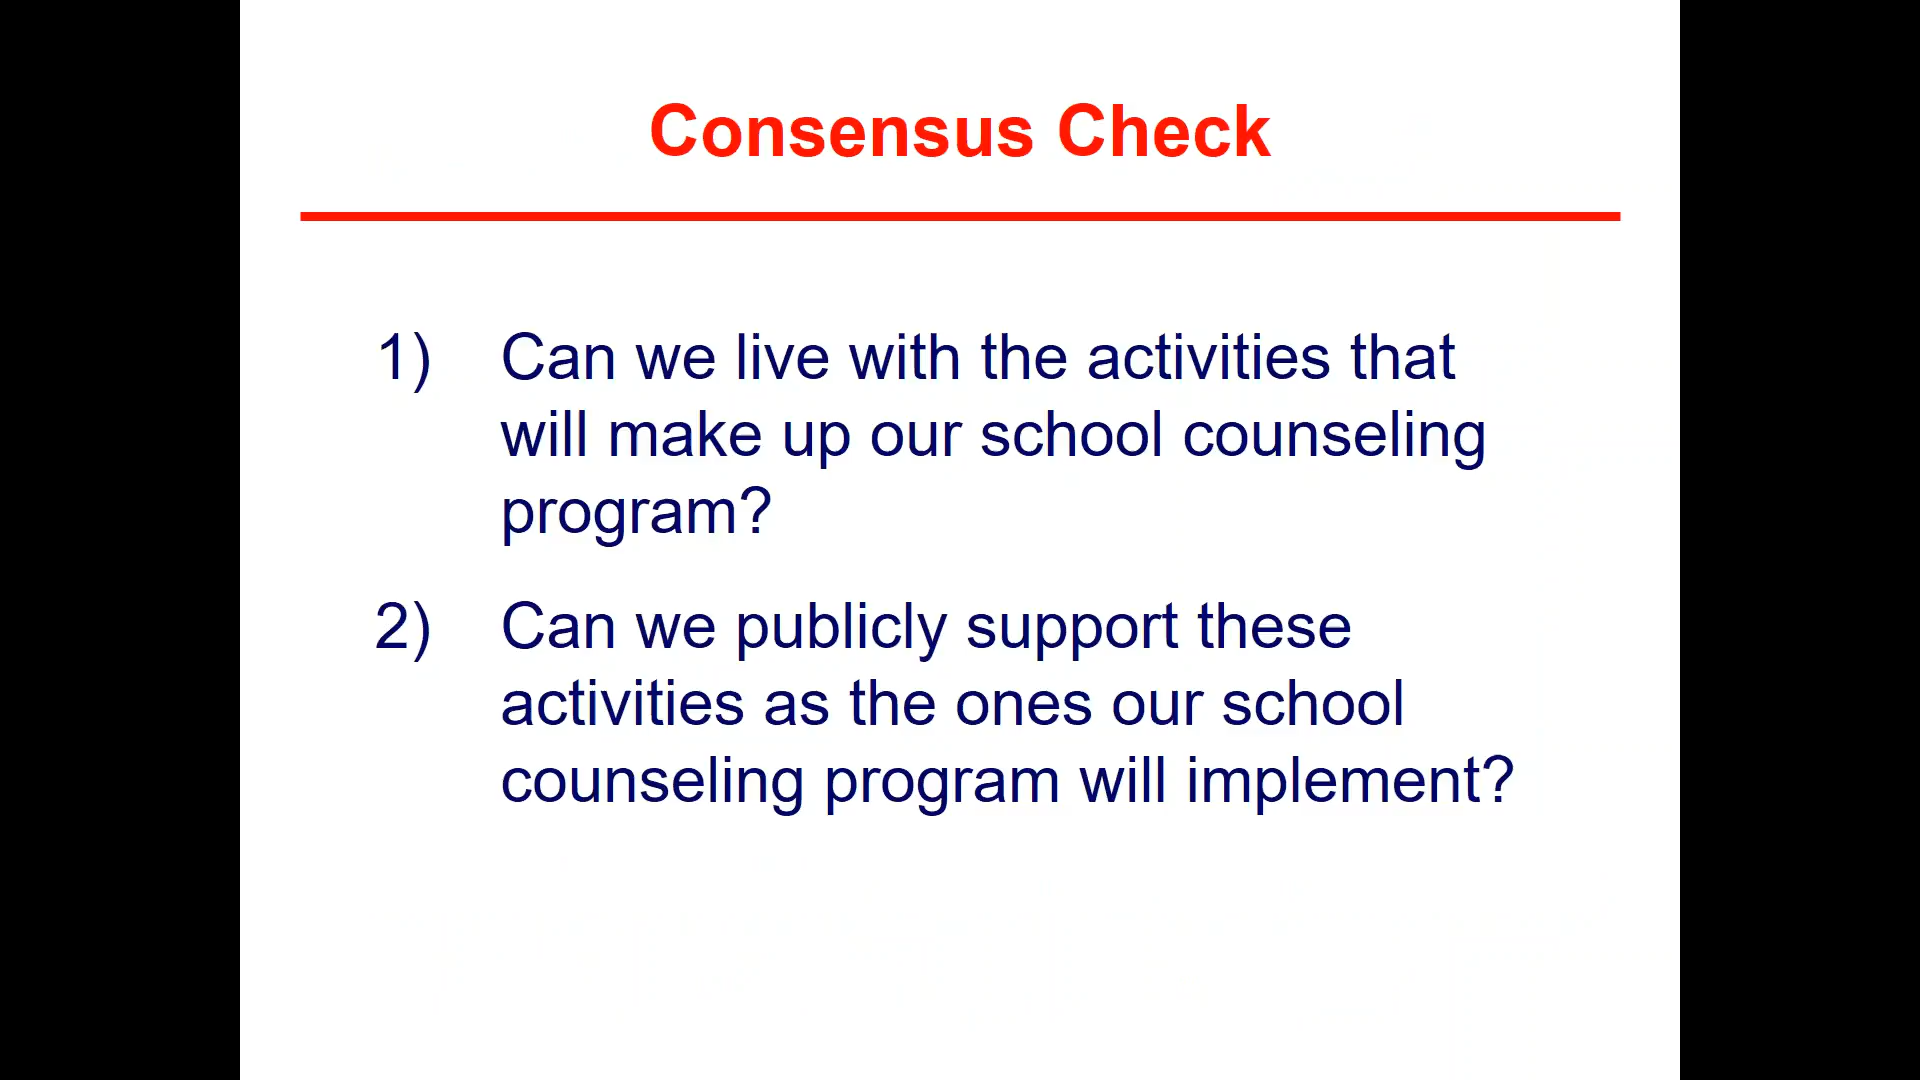 Consensus Check
1) Can we live with the activities that
will make up our school counseling
program?
2) Can we publicly support these
activities as the ones our school
counseling program will implement?